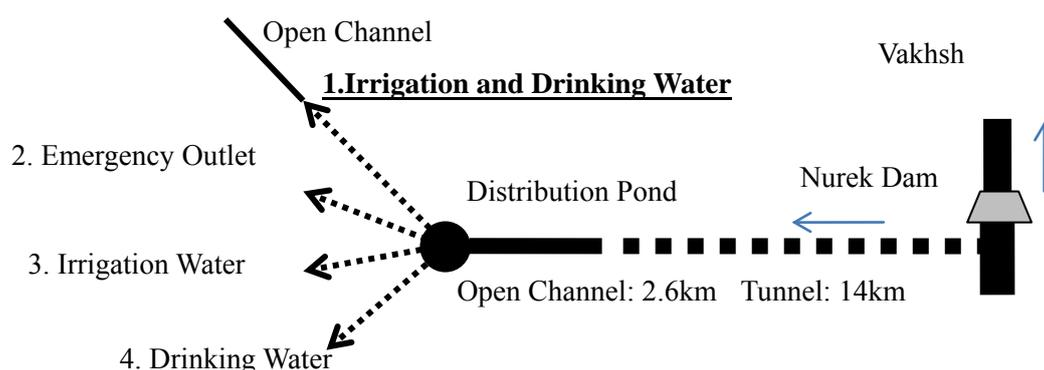 Open Channel
Vakhsh
1.Irrigation and Drinking Water
2. Emergency Outlet
Nurek Dam
Distribution Pond
3. Irrigation Water
Open Channel: 2.6km Tunnel: 14km
4. Drinking Water